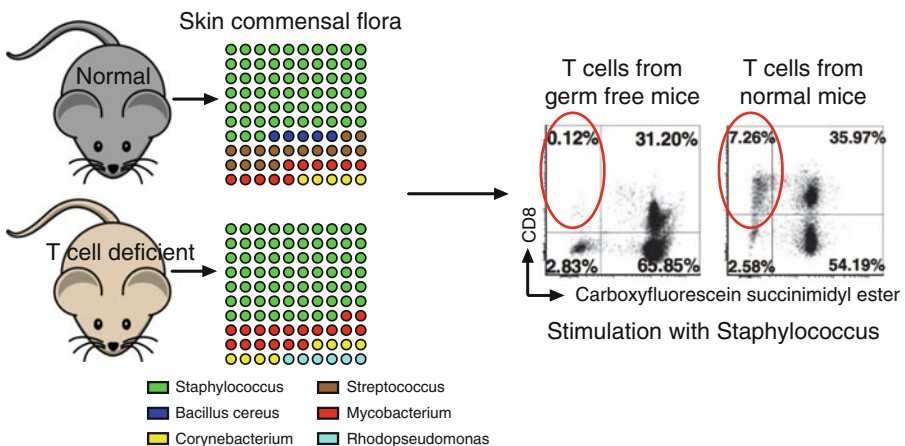 Skin commensal flora
Normal
T cell deficient
Staphylococcus
Streptococcus
Bacillus cereus
Mycobacterium
Corynebacterium
Rhodopseudomonas
T cells from
germ free mice
T cells from
normal mice
0.12%
31.20%
7.26%
35.97%
CD8
2.83%
65.85%
2.58%
54.19%
Carboxyfluorescein succinimidyl ester
Stimulation with Staphylococcus